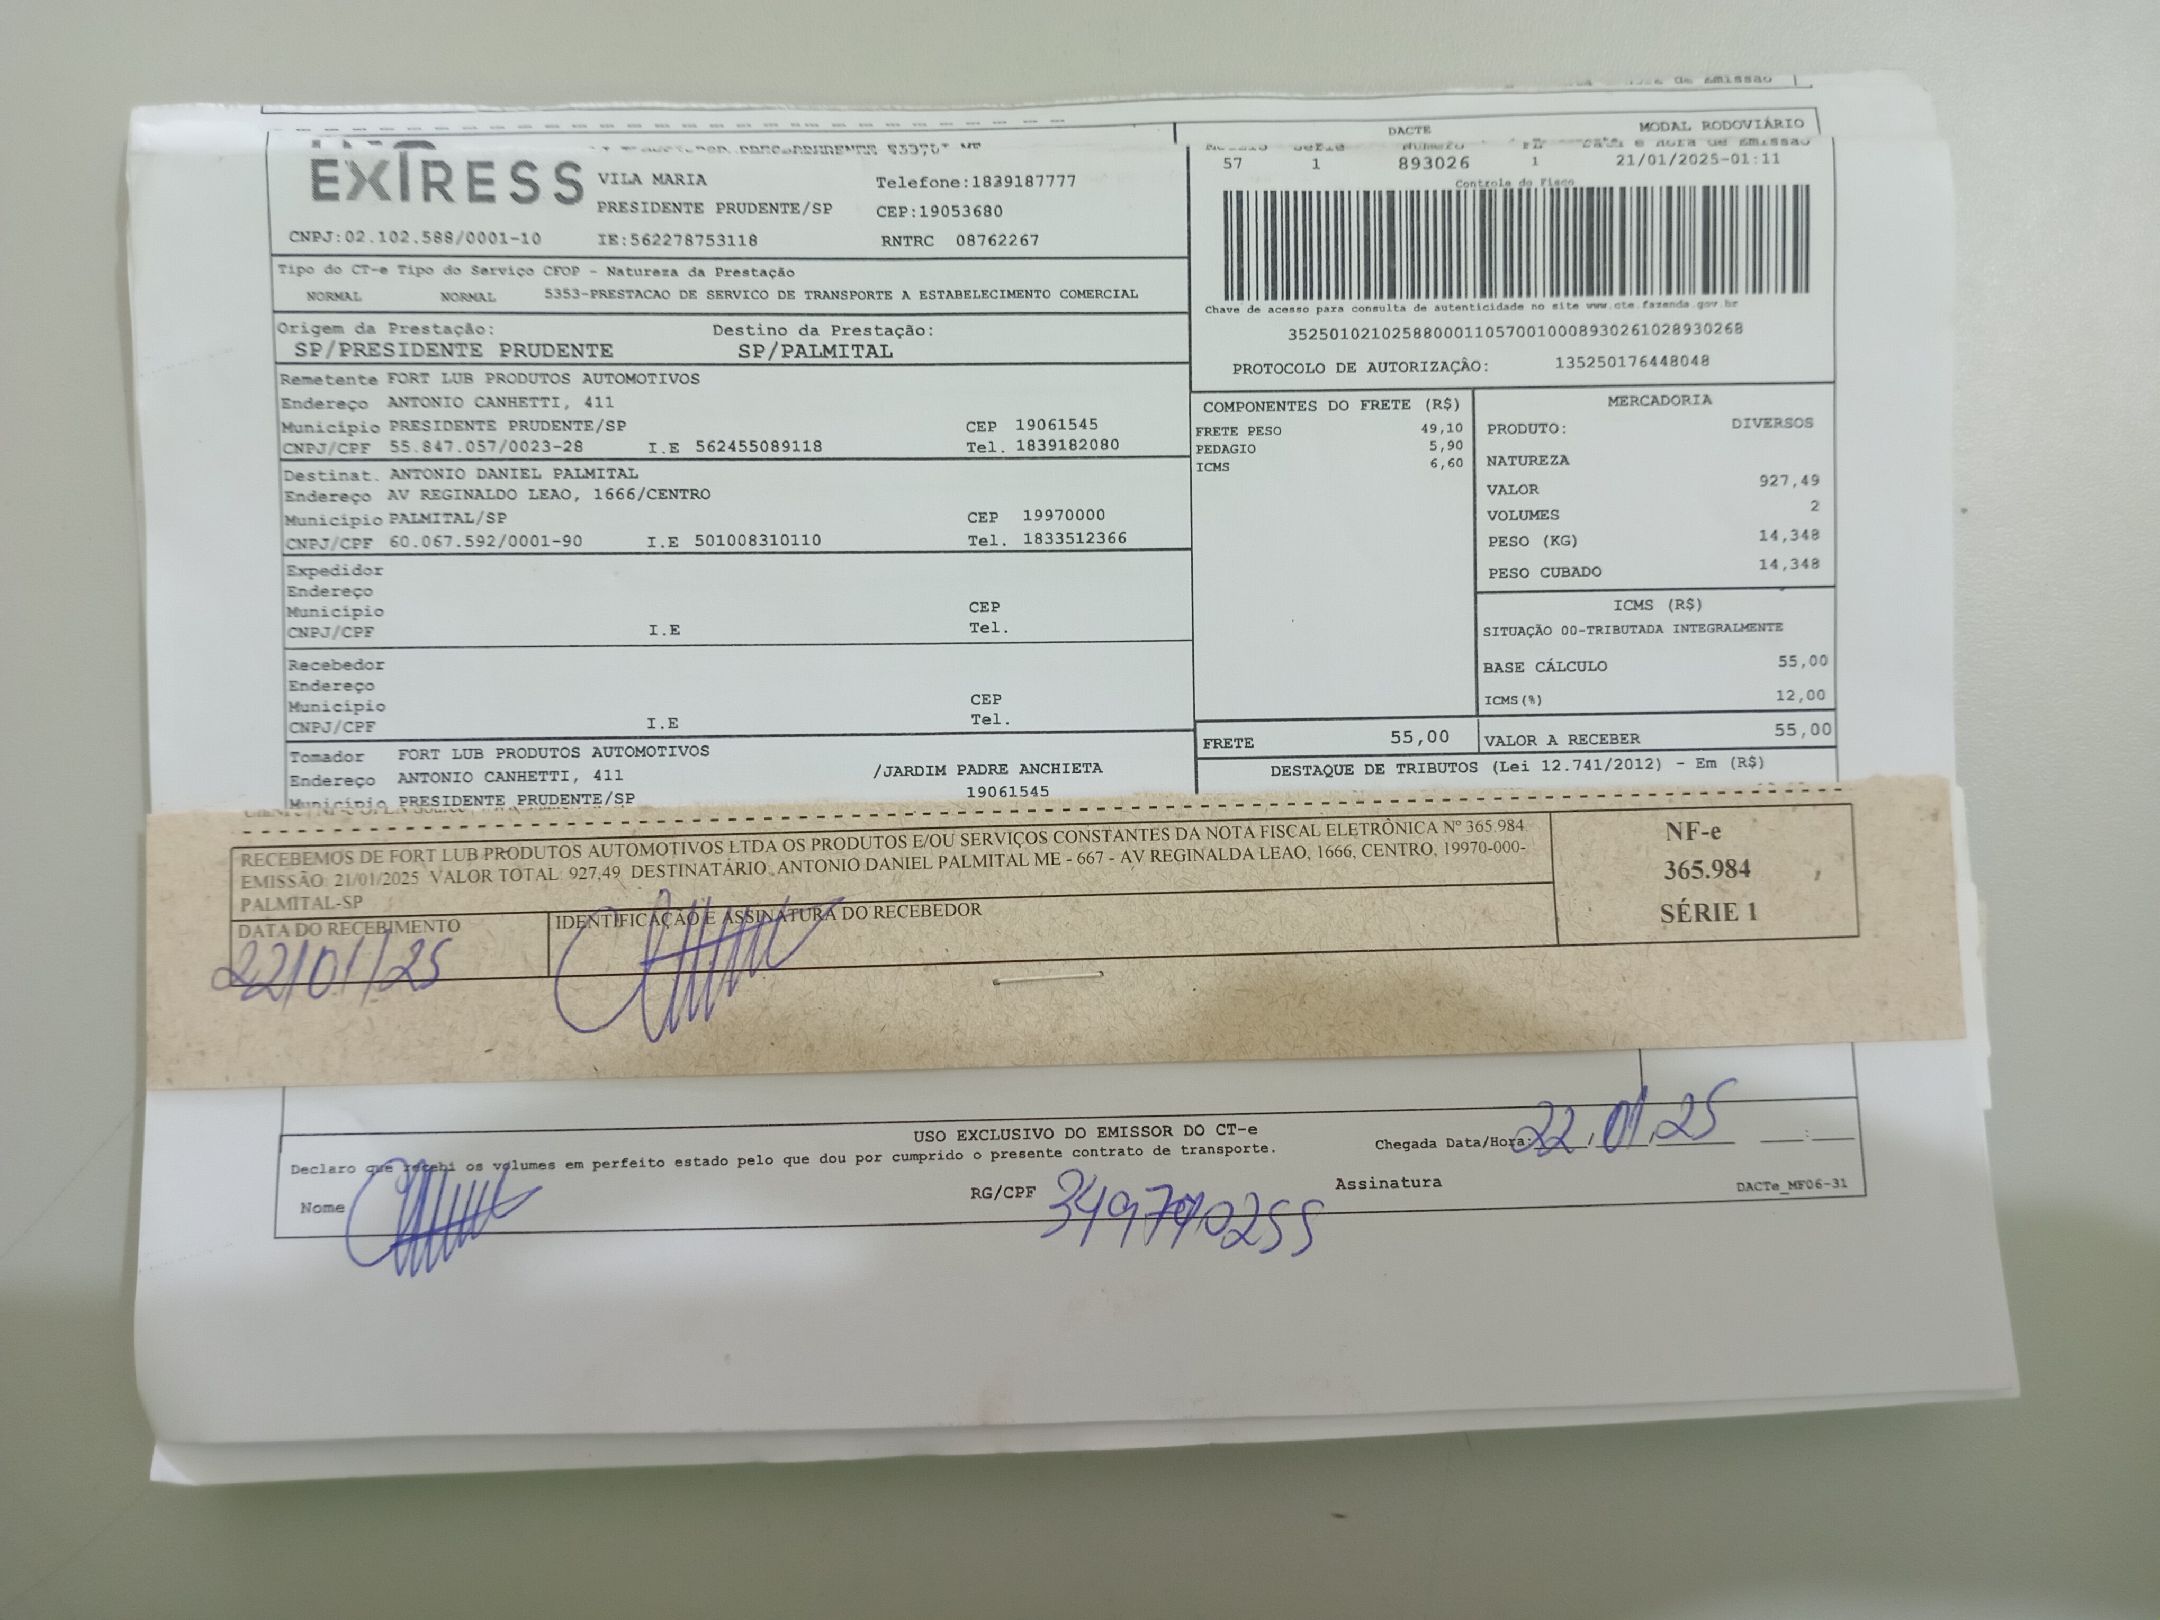 de Emissão
DACTE MODAL RODOVIÁRIO
EXTRESS
VILA MARIA Telefone:1839187777
PRESIDENTE PRUDENTE/SP CEP:19053680
CNPJ:02.102.588/0001-10 IE:562278753118 RNTRC 08762267
57 1 893026 1 21/01/2025-01:11
Controle do Fisco
Chave de acesso para consulta de autenticidade no site www.cte.fazenda.gov.br
35250102102588000110570010008930261028930268
PROTOCOLO DE AUTORIZAÇÃO: 135250176448048
Tipo do CT-e Tipo do Serviço CFOP - Natureza da Prestação
NORMAL NORMAL 5353-PRESTACAO DE SERVICO DE TRANSPORTE A ESTABELECIMENTO COMERCIAL
Origem da Prestação: Destino da Prestação:
SP/PRESIDENTE PRUDENTE SP/PALMITAL
Remetente FORT LUB PRODUTOS AUTOMOTIVOS
Endereço ANTONIO CANHETTI, 411
Município PRESIDENTE PRUDENTE/SP CEP 19061545
CNPJ/CPF 55.847.057/0023-28 I.E 562455089118 Tel. 1839182080
Destinat. ANTONIO DANIEL PALMITAL
Endereço AV REGINALDO LEAO, 1666/CENTRO
Município PALMITAL/SP CEP 19970000
CNPJ/CPF 60.067.592/0001-90 I.E 501008310110 Tel. 1833512366
Expedidor
Endereço
Município CEP
CNPJ/CPF I.E Tel.
Recebedor
Endereço
Município CEP
CNPJ/CPF I.E Tel.
Tomador FORT LUB PRODUTOS AUTOMOTIVOS
Endereço ANTONIO CANHETTI, 411 /JARDIM PADRE ANCHIETA
Município PRESIDENTE PRUDENTE/SP 19061545
COMPONENTES DO FRETE (R$)
FRETE PESO 49,10
PEDAGIO 5,90
ICMS 6,60
MERCADORIA
PRODUTO: DIVERSOS
NATUREZA
VALOR 927,49
VOLUMES 2
PESO (KG) 14,348
PESO CUBADO 14,348
ICMS (R$)
SITUAÇÃO 00-TRIBUTADA INTEGRALMENTE
BASE CÁLCULO 55,00
ICMS(%) 12,00
FRETE 55,00 VALOR A RECEBER 55,00
DESTAQUE DE TRIBUTOS (Lei 12.741/2012) - Em (R$)
RECEBEMOS DE FORT LUB PRODUTOS AUTOMOTIVOS LTDA OS PRODUTOS E/OU SERVIÇOS CONSTANTES DA NOTA FISCAL ELETRÔNICA Nº 365.984
EMISSÃO: 21/01/2025 VALOR TOTAL: 927,49 DESTINATÁRIO: ANTONIO DANIEL PALMITAL ME - 667 - AV REGINALDA LEAO, 1666, CENTRO, 19970-000-
PALMITAL-SP
DATA DO RECEBIMENTO IDENTIFICAÇÃO E ASSINATURA DO RECEBEDOR
22/01/25
NF-e
365.984
SÉRIE 1
USO EXCLUSIVO DO EMISSOR DO CT-e
Declaro que recebi os volumes em perfeito estado pelo que dou por cumprido o presente contrato de transporte.
Chegada Data/Hora: 22/01/25 __:__
Nome RG/CPF Assinatura
DACTe_MF06-31